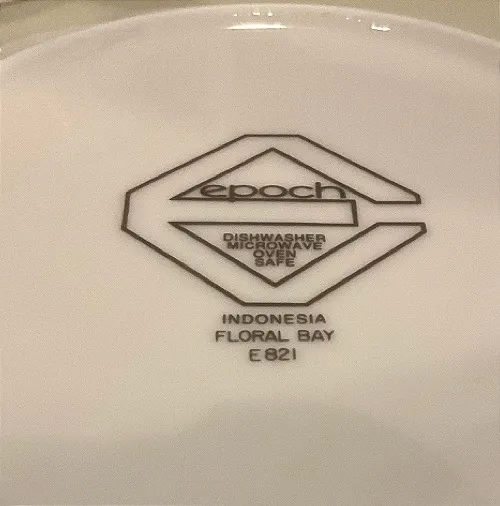 epoch
DISHWASHER
MICROWAVE
OVEN
SAFE
INDONESIA
FLORAL BAY
E821